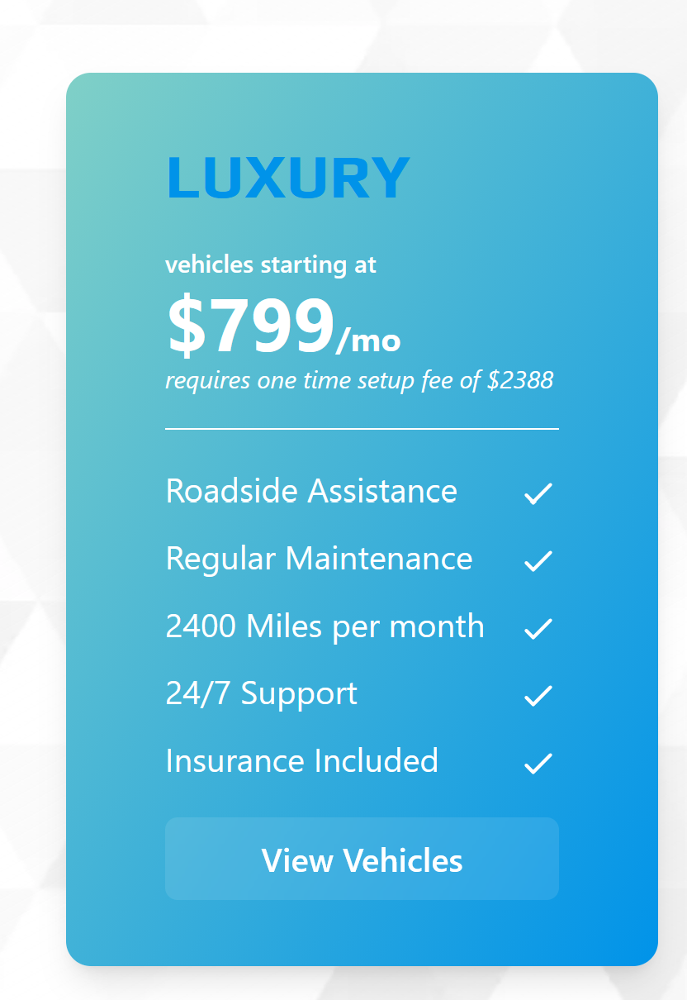 LUXURY
vehicles starting at
$799/mo
requires one time setup fee of $2388
Roadside Assistance
Regular Maintenance
2400 Miles per month
24/7 Support
Insurance Included
View Vehicles